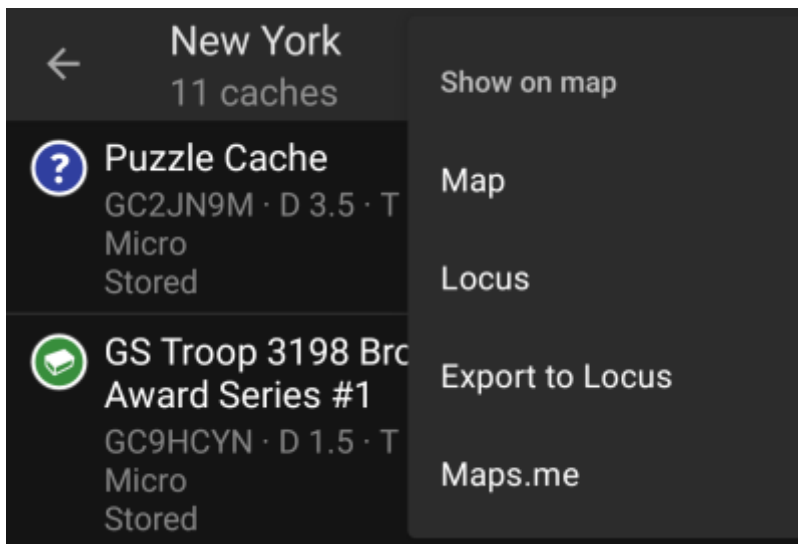 New York
11 caches
?
Puzzle Cache
GC2JN9M · D 3.5 · T
Micro
Stored
GS Troop 3198 Bro
Award Series #1
GC9HCYN · D 1.5 · T
Micro
Stored
Show on map
Map
Locus
Export to Locus
Maps.me